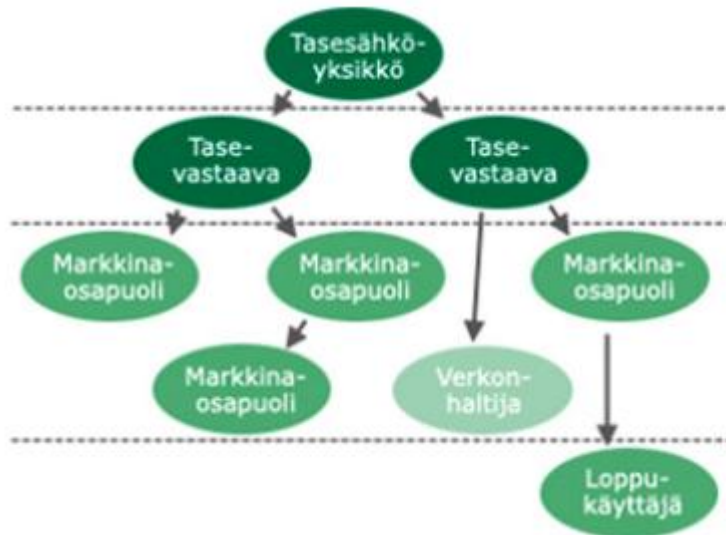 Tasesähkö-
yksikkö
Tase-
vastaava
Tase-
vastaava
Markkina-
osapuoli
Markkina-
osapuoli
Markkina-
osapuoli
Markkina-
osapuoli
Verkon-
haltija
Loppu-
käyttäjä